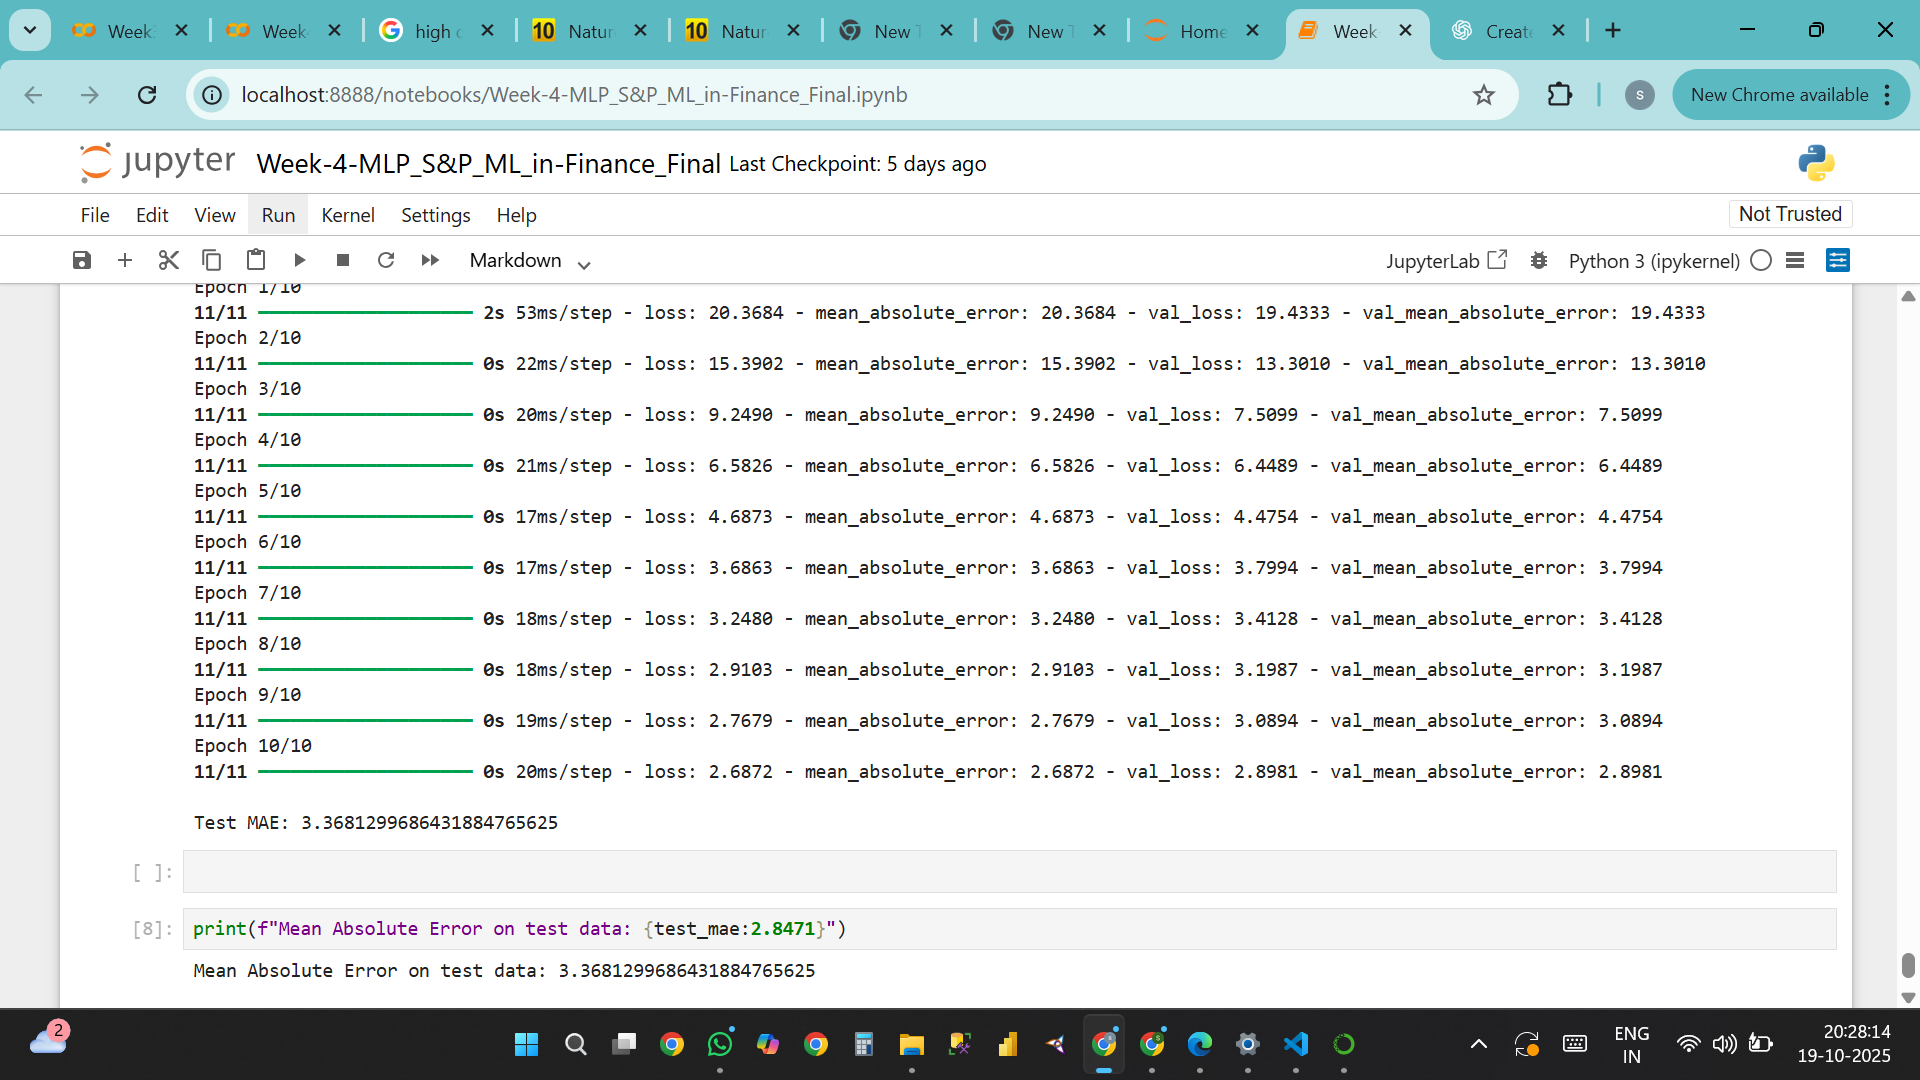 Week
Week
high
Natur
Natur
New
New
Home
Week
Create
localhost:8888/notebooks/Week-4-MLP_S&P_ML_in-Finance_Final.ipynb
S
New Chrome available
jupyter Week-4-MLP_S&P_ML_in-Finance_Final Last Checkpoint: 5 days ago
File Edit View Run Kernel Settings Help
Not Trusted
Markdown
JupyterLab
Python 3 (ipykernel)
Epoch 1/10
11/11 2s 53ms/step - loss: 20.3684 - mean_absolute_error: 20.3684 - val_loss: 19.4333 - val_mean_absolute_error: 19.4333
Epoch 2/10
11/11 0s 22ms/step - loss: 15.3902 - mean_absolute_error: 15.3902 - val_loss: 13.3010 - val_mean_absolute_error: 13.3010
Epoch 3/10
11/11 0s 20ms/step - loss: 9.2490 - mean_absolute_error: 9.2490 - val_loss: 7.5099 - val_mean_absolute_error: 7.5099
Epoch 4/10
11/11 0s 21ms/step - loss: 6.5826 - mean_absolute_error: 6.5826 - val_loss: 6.4489 - val_mean_absolute_error: 6.4489
Epoch 5/10
11/11 0s 17ms/step - loss: 4.6873 - mean_absolute_error: 4.6873 - val_loss: 4.4754 - val_mean_absolute_error: 4.4754
Epoch 6/10
11/11 0s 17ms/step - loss: 3.6863 - mean_absolute_error: 3.6863 - val_loss: 3.7994 - val_mean_absolute_error: 3.7994
Epoch 7/10
11/11 0s 18ms/step - loss: 3.2480 - mean_absolute_error: 3.2480 - val_loss: 3.4128 - val_mean_absolute_error: 3.4128
Epoch 8/10
11/11 0s 18ms/step - loss: 2.9103 - mean_absolute_error: 2.9103 - val_loss: 3.1987 - val_mean_absolute_error: 3.1987
Epoch 9/10
11/11 0s 19ms/step - loss: 2.7679 - mean_absolute_error: 2.7679 - val_loss: 3.0894 - val_mean_absolute_error: 3.0894
Epoch 10/10
11/11 0s 20ms/step - loss: 2.6872 - mean_absolute_error: 2.6872 - val_loss: 2.8981 - val_mean_absolute_error: 2.8981
Test MAE: 3.3681299686431884765625
[ ]:
[8]: print(f"Mean Absolute Error on test data: {test_mae:2.8471}")
Mean Absolute Error on test data: 3.3681299686431884765625
2
ENG
IN
20:28:14
19-10-2025